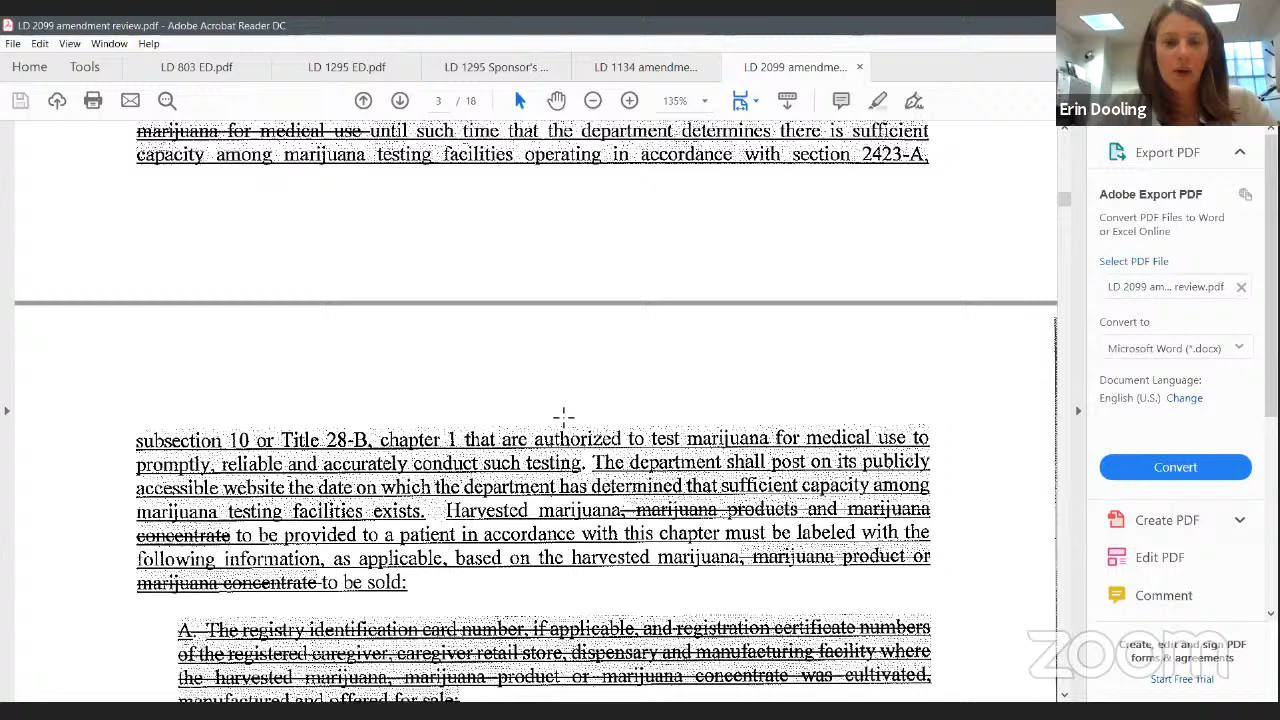 LD 2099 amendment review.pdf - Adobe Acrobat Reader DC
File Edit View Window Help
Home Tools LD 803 ED.pdf LD 1295 ED.pdf LD 1295 Sponsor's ... LD 1134 amendme... LD 2099 amendme... ×
3 / 18 135%
Erin Dooling
marijuana for medical use until such time that the department determines there is sufficient
capacity among marijuana testing facilities operating in accordance with section 2423-A,
subsection 10 or Title 28-B, chapter 1 that are authorized to test marijuana for medical use to
promptly, reliable and accurately conduct such testing. The department shall post on its publicly
accessible website the date on which the department has determined that sufficient capacity among
marijuana testing facilities exists. Harvested marijuana, marijuana products and marijuana
concentrate to be provided to a patient in accordance with this chapter must be labeled with the
following information, as applicable, based on the harvested marijuana, marijuana product or
marijuana concentrate to be sold:
A. The registry identification card number, if applicable, and registration certificate numbers
of the registered caregiver, caregiver retail store, dispensary and manufacturing facility where
the harvested marijuana, marijuana product or marijuana concentrate was cultivated,
manufactured and offered for sale.
Export PDF
Adobe Export PDF
Convert PDF Files to Word
or Excel Online
Select PDF File
LD 2099 am... review.pdf
Convert to
Microsoft Word (*.docx)
Document Language:
English (U.S.) Change
Convert
Create PDF
Edit PDF
Comment
Create, edit and sign PDF
forms & agreements
Start Free Trial
zoom